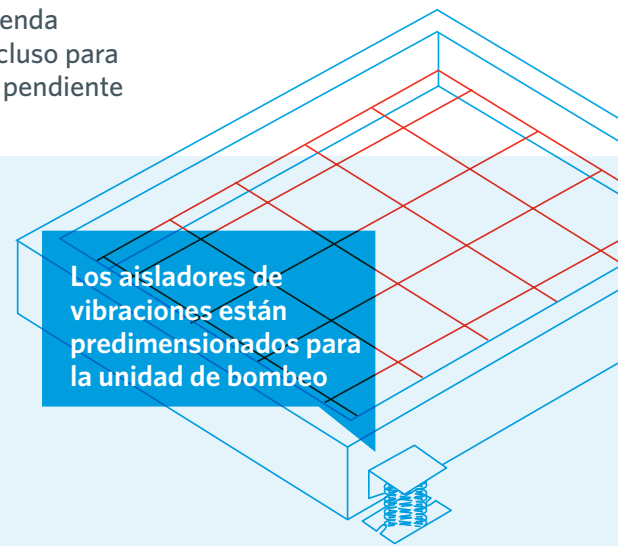 enda
cluso para
pendiente
Los aisladores de
vibraciones están
predimensionados para
la unidad de bombeo